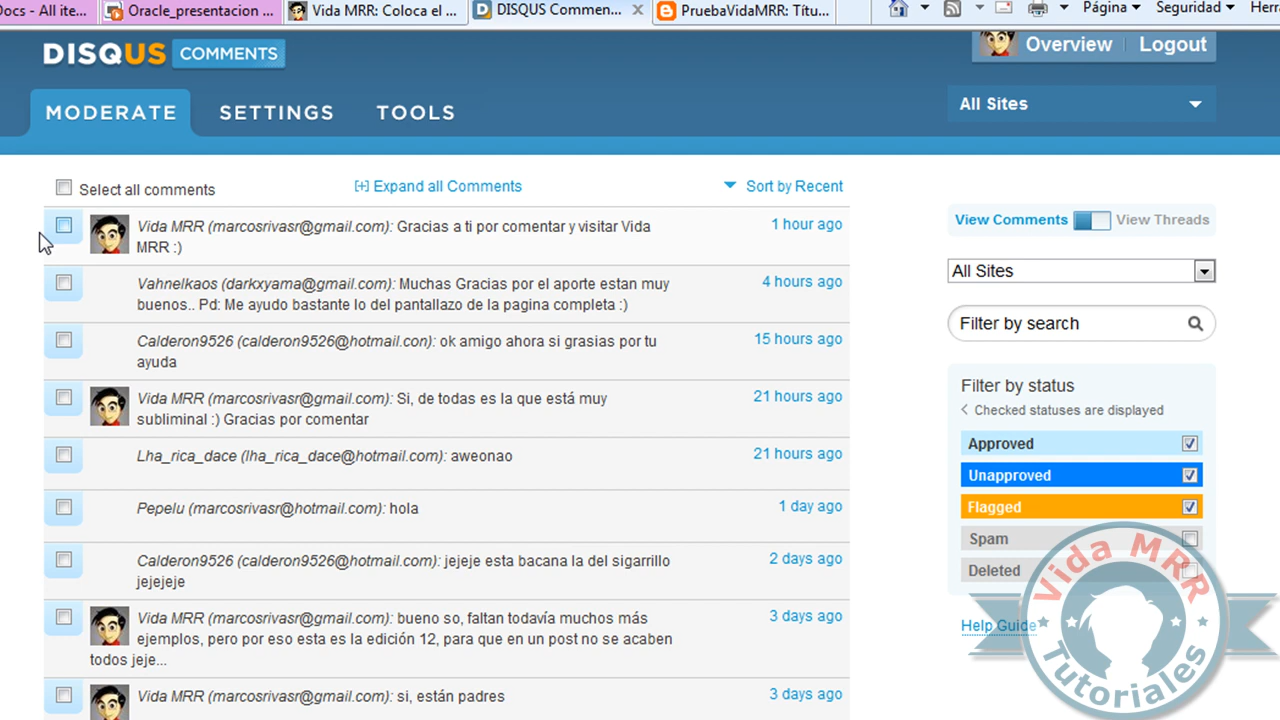 Docs - All ite...
Oracle_presentacion ...
Vida MRR: Coloca el ...
DISQUS Commen...
PruebaVidaMRR: Títu...
Página
Seguridad
Herra
DISQUS COMMENTS
Overview
Logout
MODERATE
SETTINGS
TOOLS
All Sites
Select all comments
[+] Expand all Comments
Sort by Recent
Vida MRR (marcosrivasr@gmail.com): Gracias a ti por comentar y visitar Vida
MRR :)
1 hour ago
Vahnelkaos (darkxyama@gmail.com): Muchas Gracias por el aporte estan muy
buenos.. Pd: Me ayudo bastante lo del pantallazo de la pagina completa :)
4 hours ago
Calderon9526 (calderon9526@hotmail.con): ok amigo ahora si grasias por tu
ayuda
15 hours ago
Vida MRR (marcosrivasr@gmail.com): Si, de todas es la que está muy
subliminal :) Gracias por comentar
21 hours ago
Lha_rica_dace (lha_rica_dace@hotmail.com): aweonao
21 hours ago
Pepelu (marcosrivasr@hotmail.com): hola
1 day ago
Calderon9526 (calderon9526@hotmail.com): jejeje esta bacana la del sigarrillo
jejejeje
2 days ago
Vida MRR (marcosrivasr@gmail.com): bueno so, faltan todavía muchos más
ejemplos, pero por eso esta es la edición 12, para que en un post no se acaben
todos jeje...
3 days ago
Vida MRR (marcosrivasr@gmail.com): si, están padres
3 days ago
View Comments
View Threads
All Sites
Filter by search
Filter by status
< Checked statuses are displayed
Approved
Unapproved
Flagged
Spam
Deleted
Help Guide
Vida MRR
Tutoriales